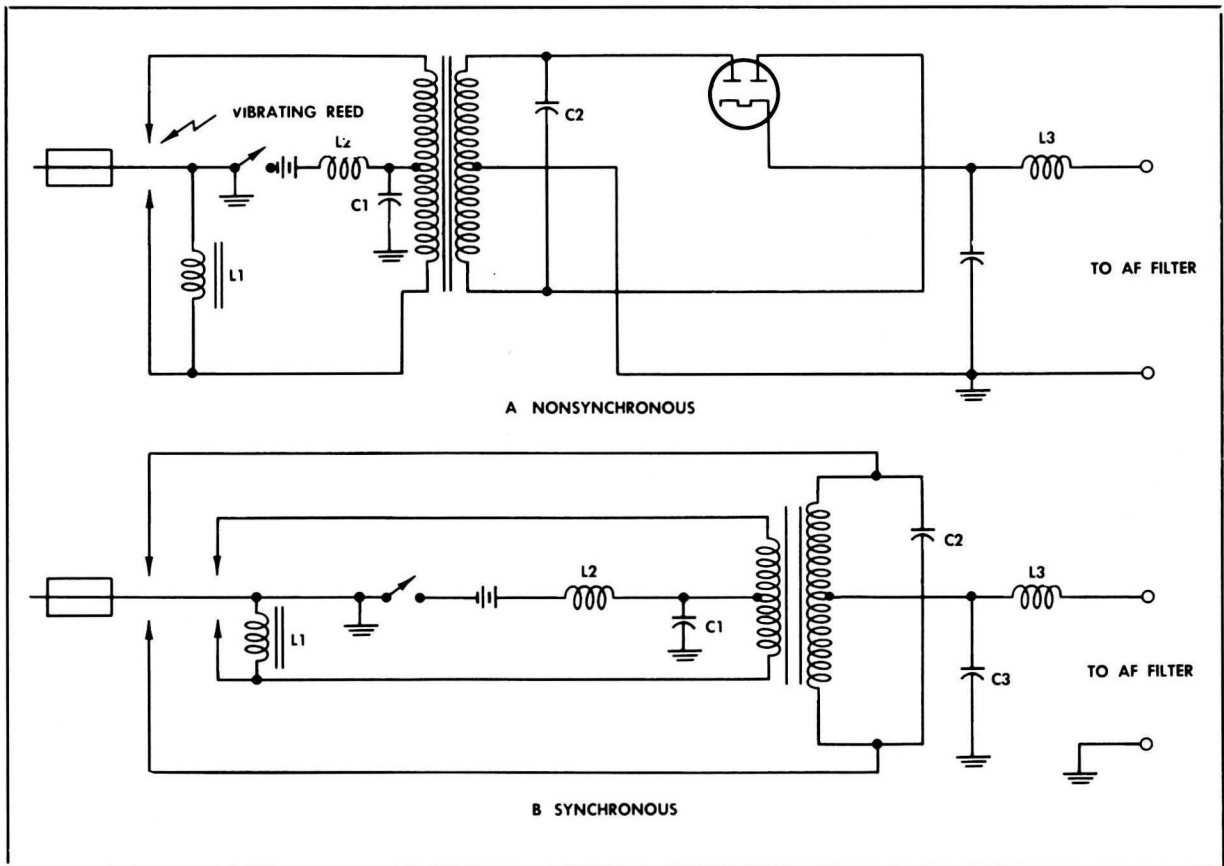 VIBRATING REED
L2
C1
L1
C2
L3
TO AF FILTER
A NONSYNCHRONOUS
L2
L1
C1
C2
L3
C3
TO AF FILTER
B SYNCHRONOUS